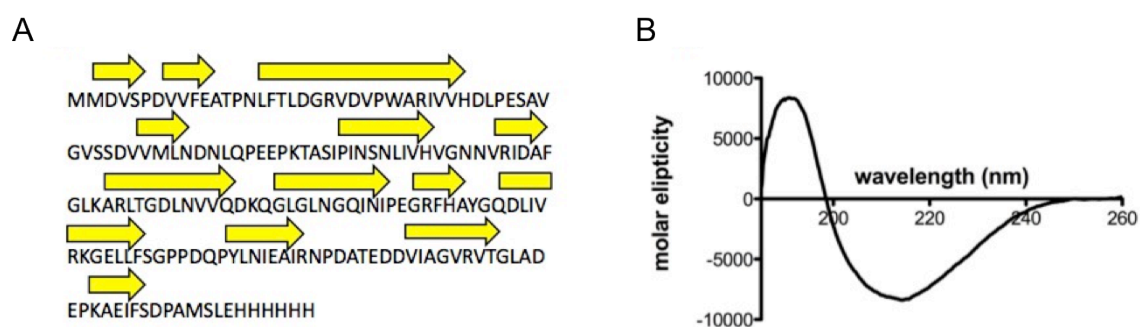 A
MMDVSPDVVFEATPNLFTLDGRVDVPWARIVVHDLPESAV
GVSSDVVMLNDNLQPEEPKTASIPINSNLIVHVGNNVRIDAF
GLKARLTGDLNVVQDKQGLGLNGQINIPEGRFHAYGQDLIV
RKGELLFSGPPDQPYLNIEAIRNPDATEDDVIAGVRVTGLAD
EPKAEIFSDPAMSLEHHHHHH
B
10000
5000
0
-5000
-10000
molar elipticity
wavelength (nm)
200
220
240
260